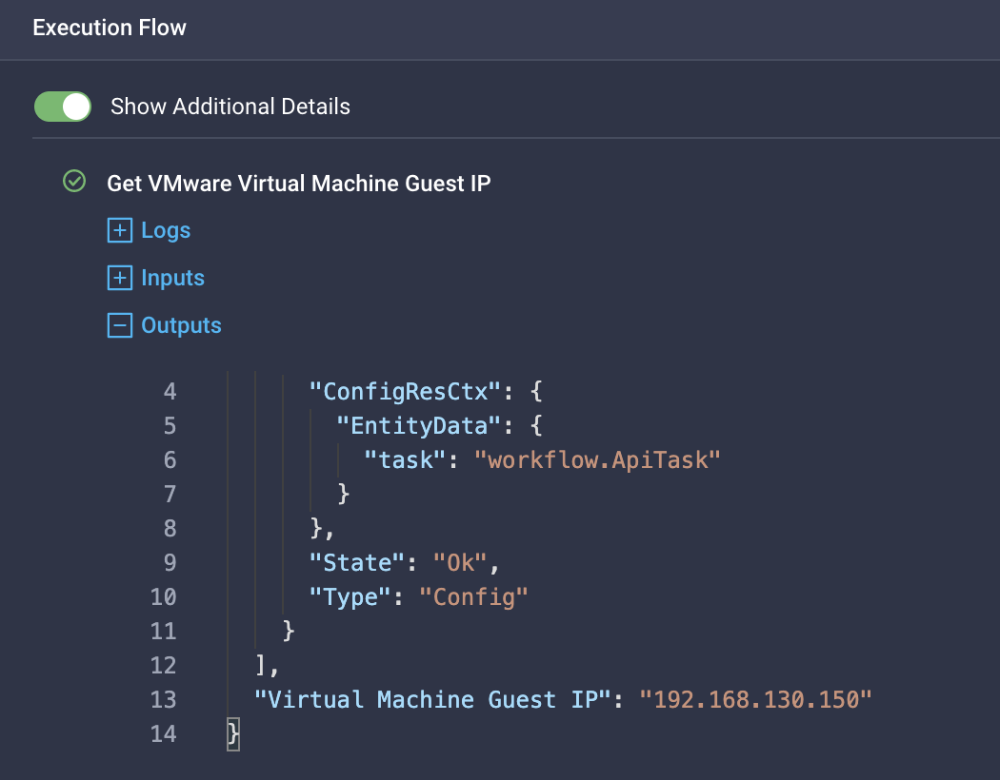 Execution Flow
Show Additional Details
Get VMware Virtual Machine Guest IP
Logs
Inputs
Outputs
4 "ConfigResCtx": {
5 "EntityData": {
6 "task": "workflow.ApiTask"
7 }
8 },
9 "State": "Ok",
10 "Type": "Config"
11 }
12 ],
13 "Virtual Machine Guest IP": "192.168.130.150"
14 }